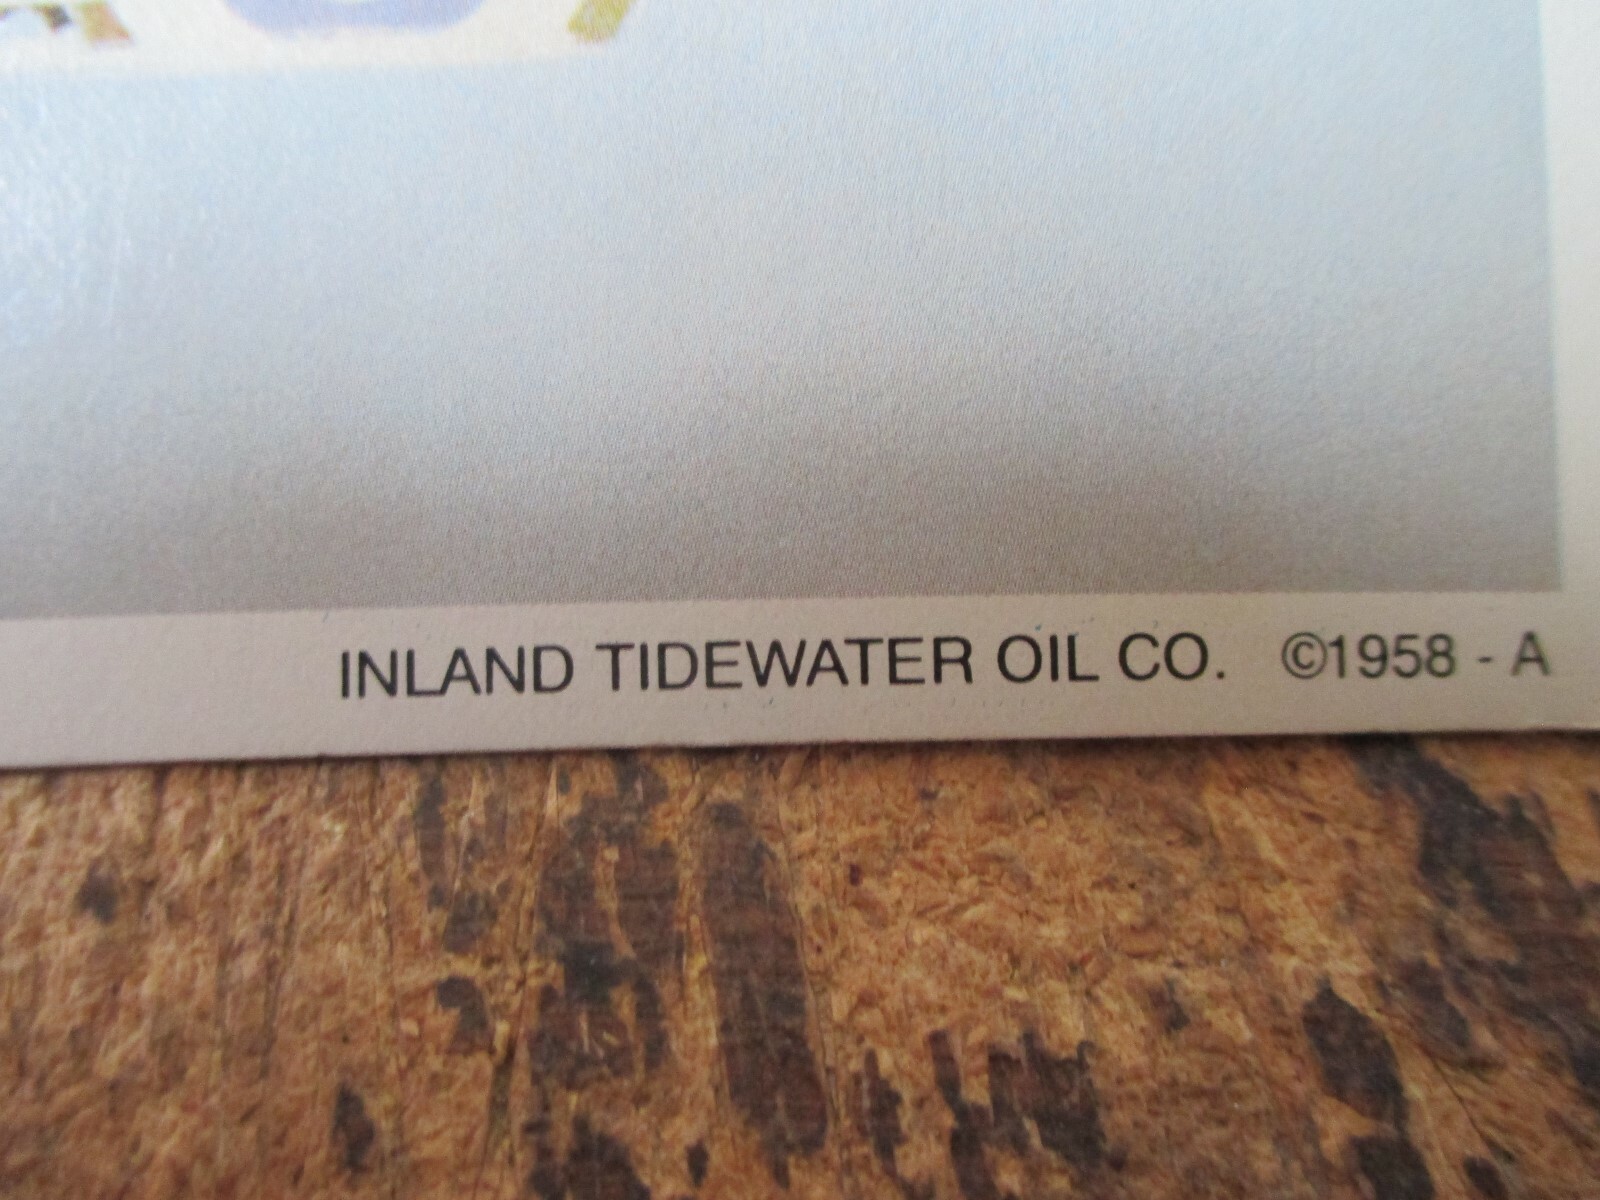 INLAND TIDEWATER OIL CO. ©1958 - A